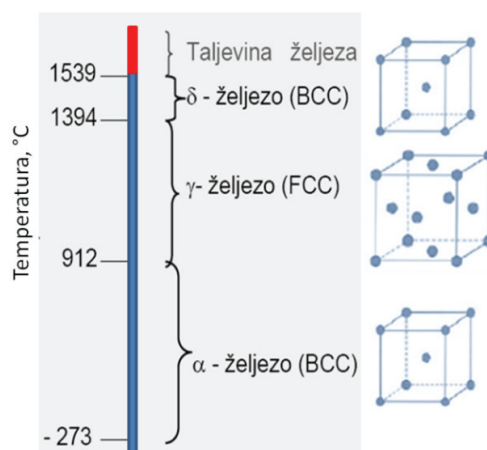 Temperatura, °C
Taljevina željeza
1539
δ - željezo (BCC)
1394
γ- željezo (FCC)
912
α - željezo (BCC)
- 273